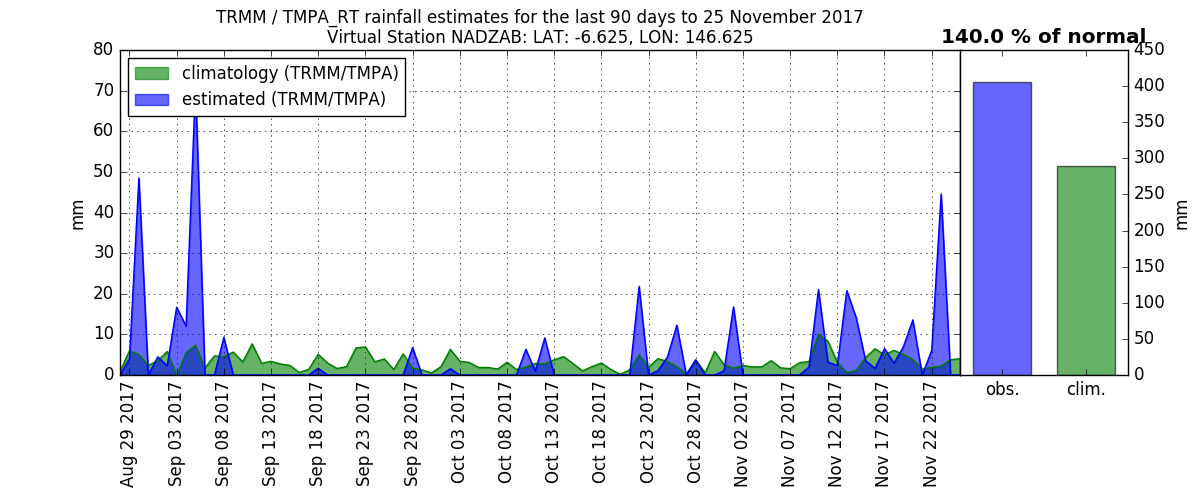 TRMM / TMPA_RT rainfall estimates for the last 90 days to 25 November 2017
Virtual Station NADZAB: LAT: -6.625, LON: 146.625
140.0 % of normal
climatology (TRMM/TMPA)
estimated (TRMM/TMPA)
mm
80
70
60
50
40
30
20
10
0
Aug 29 2017
Sep 03 2017
Sep 08 2017
Sep 13 2017
Sep 18 2017
Sep 23 2017
Sep 28 2017
Oct 03 2017
Oct 08 2017
Oct 13 2017
Oct 18 2017
Oct 23 2017
Oct 28 2017
Nov 02 2017
Nov 07 2017
Nov 12 2017
Nov 17 2017
Nov 22 2017
obs.
clim.
450
400
350
300
250
200
150
100
50
0
mm